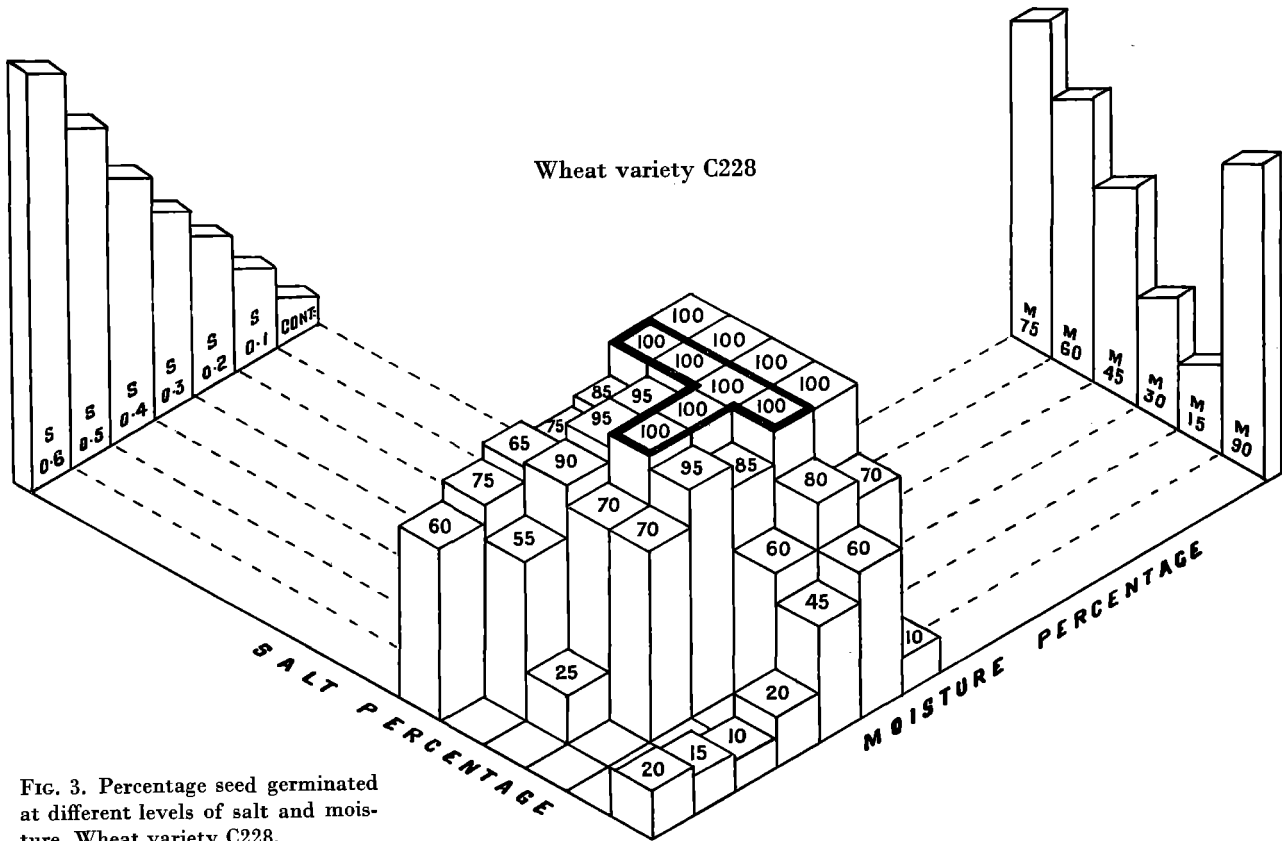 Wheat variety C228
S 0.6
S 0.5
S 0.4
S 0.3
S 0.2
S 0.1
CONT:
M 75
M 60
M 45
M 30
M 15
M 90
100
100
100 100
100 100
100 100
85 95 100
75 95 100
65 100
90 95 85 80 70
75
70 70
60 55 60 60
45
10
25
20
10
15
20
SALT PERCENTAGE
MOISTURE PERCENTAGE
FIG. 3. Percentage seed germinated
at different levels of salt and mois-
ture. Wheat variety C228.